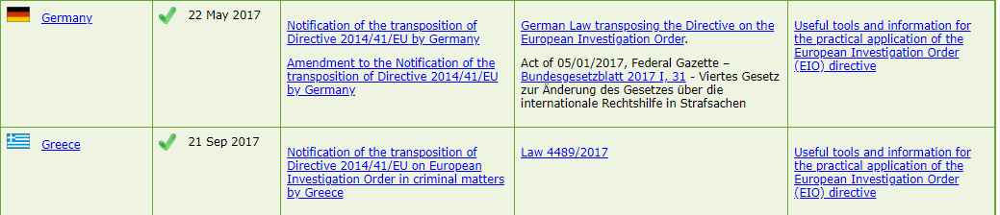 Germany
22 May 2017
Notification of the transposition of
Directive 2014/41/EU by Germany
Amendment to the Notification of the
transposition of Directive 2014/41/EU
by Germany
German Law transposing the Directive on the
European Investigation Order.
Act of 05/01/2017, Federal Gazette –
Bundesgesetzblatt 2017 I, 31 - Viertes Gesetz
zur Änderung des Gesetzes über die
internationale Rechtshilfe in Strafsachen
Useful tools and information for
the practical application of the
European Investigation Order
(EIO) directive
Greece
21 Sep 2017
Notification of the transposition of
Directive 2014/41/EU on European
Investigation Order in criminal matters
by Greece
Law 4489/2017
Useful tools and information for
the practical application of the
European Investigation Order
(EIO) directive